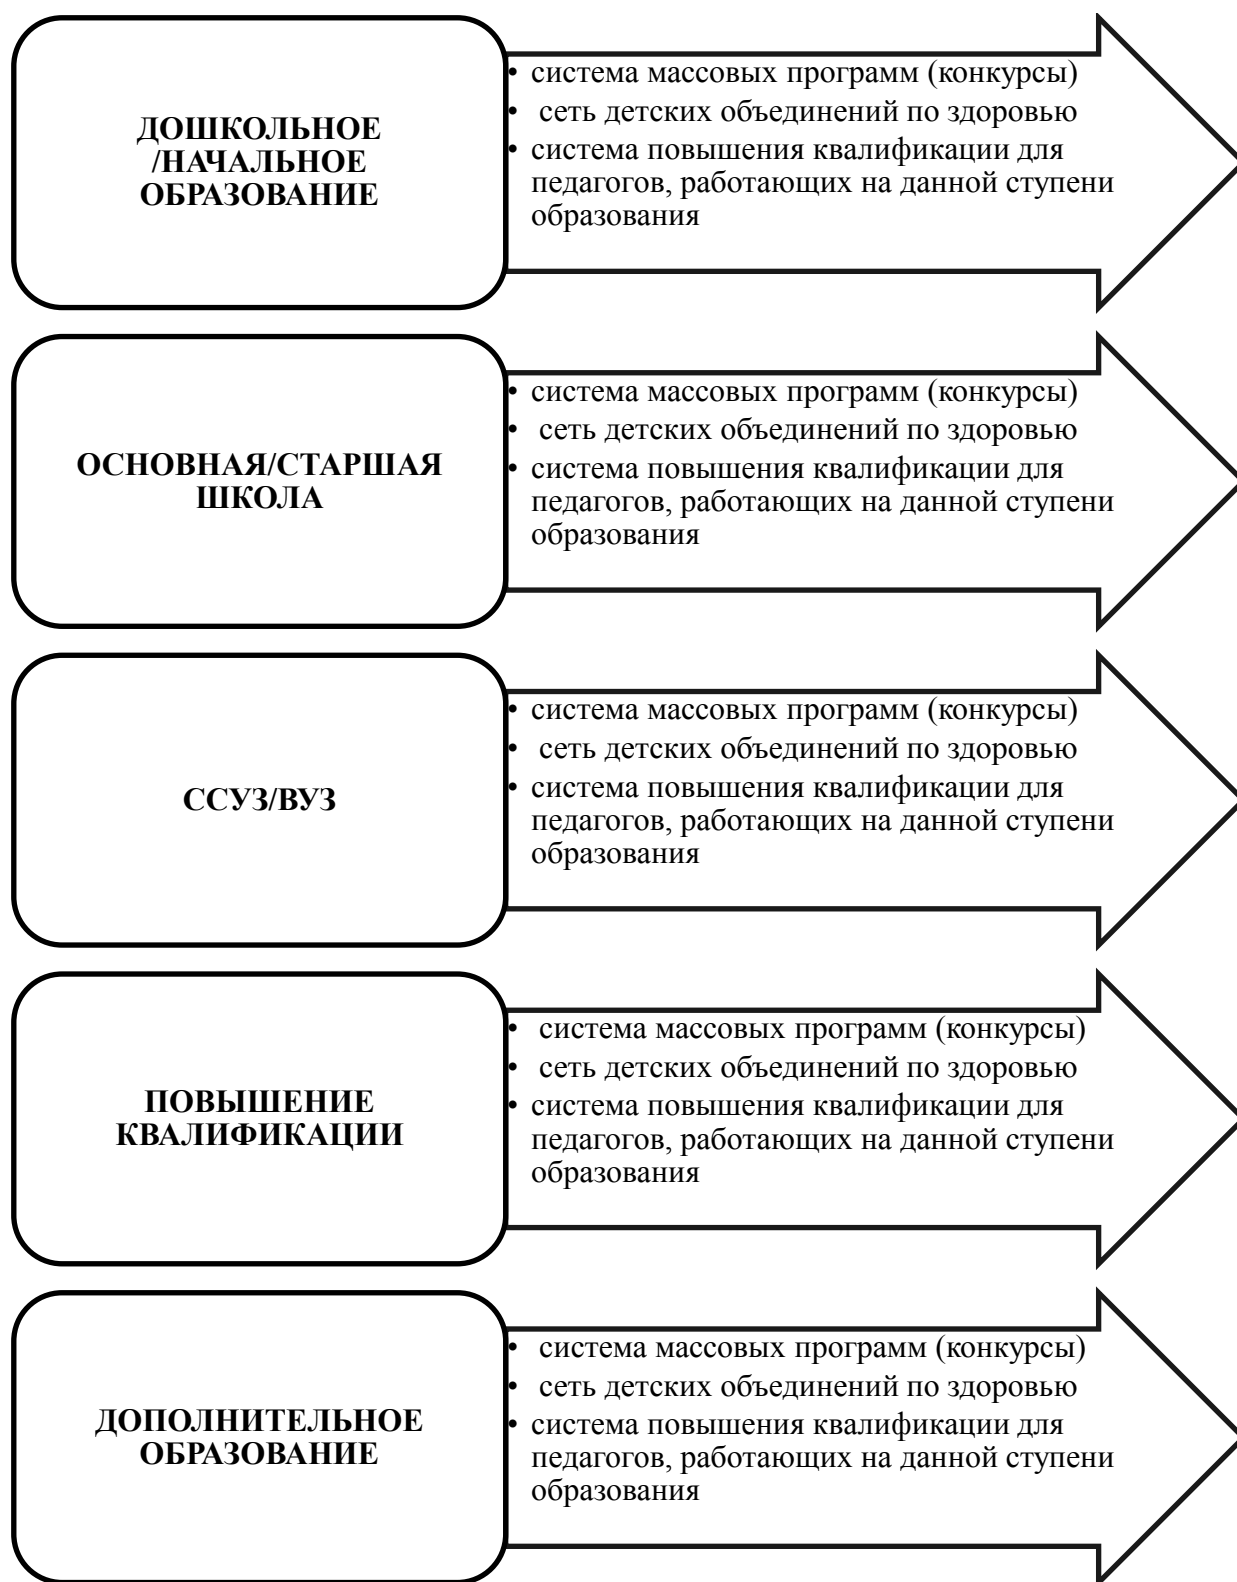 ДОШКОЛЬНОЕ
/НАЧАЛЬНОЕ
ОБРАЗОВАНИЕ
• система массовых программ (конкурсы)
• сеть детских объединений по здоровью
• система повышения квалификации для
педагогов, работающих на данной ступени
образования
ОСНОВНАЯ/СТАРШАЯ
ШКОЛА
• система массовых программ (конкурсы)
• сеть детских объединений по здоровью
• система повышения квалификации для
педагогов, работающих на данной ступени
образования
ССУЗ/ВУЗ
• система массовых программ (конкурсы)
• сеть детских объединений по здоровью
• система повышения квалификации для
педагогов, работающих на данной ступени
образования
ПОВЫШЕНИЕ
КВАЛИФИКАЦИИ
• система массовых программ (конкурсы)
• сеть детских объединений по здоровью
• система повышения квалификации для
педагогов, работающих на данной ступени
образования
ДОПОЛНИТЕЛЬНОЕ
ОБРАЗОВАНИЕ
• система массовых программ (конкурсы)
• сеть детских объединений по здоровью
• система повышения квалификации для
педагогов, работающих на данной ступени
образования